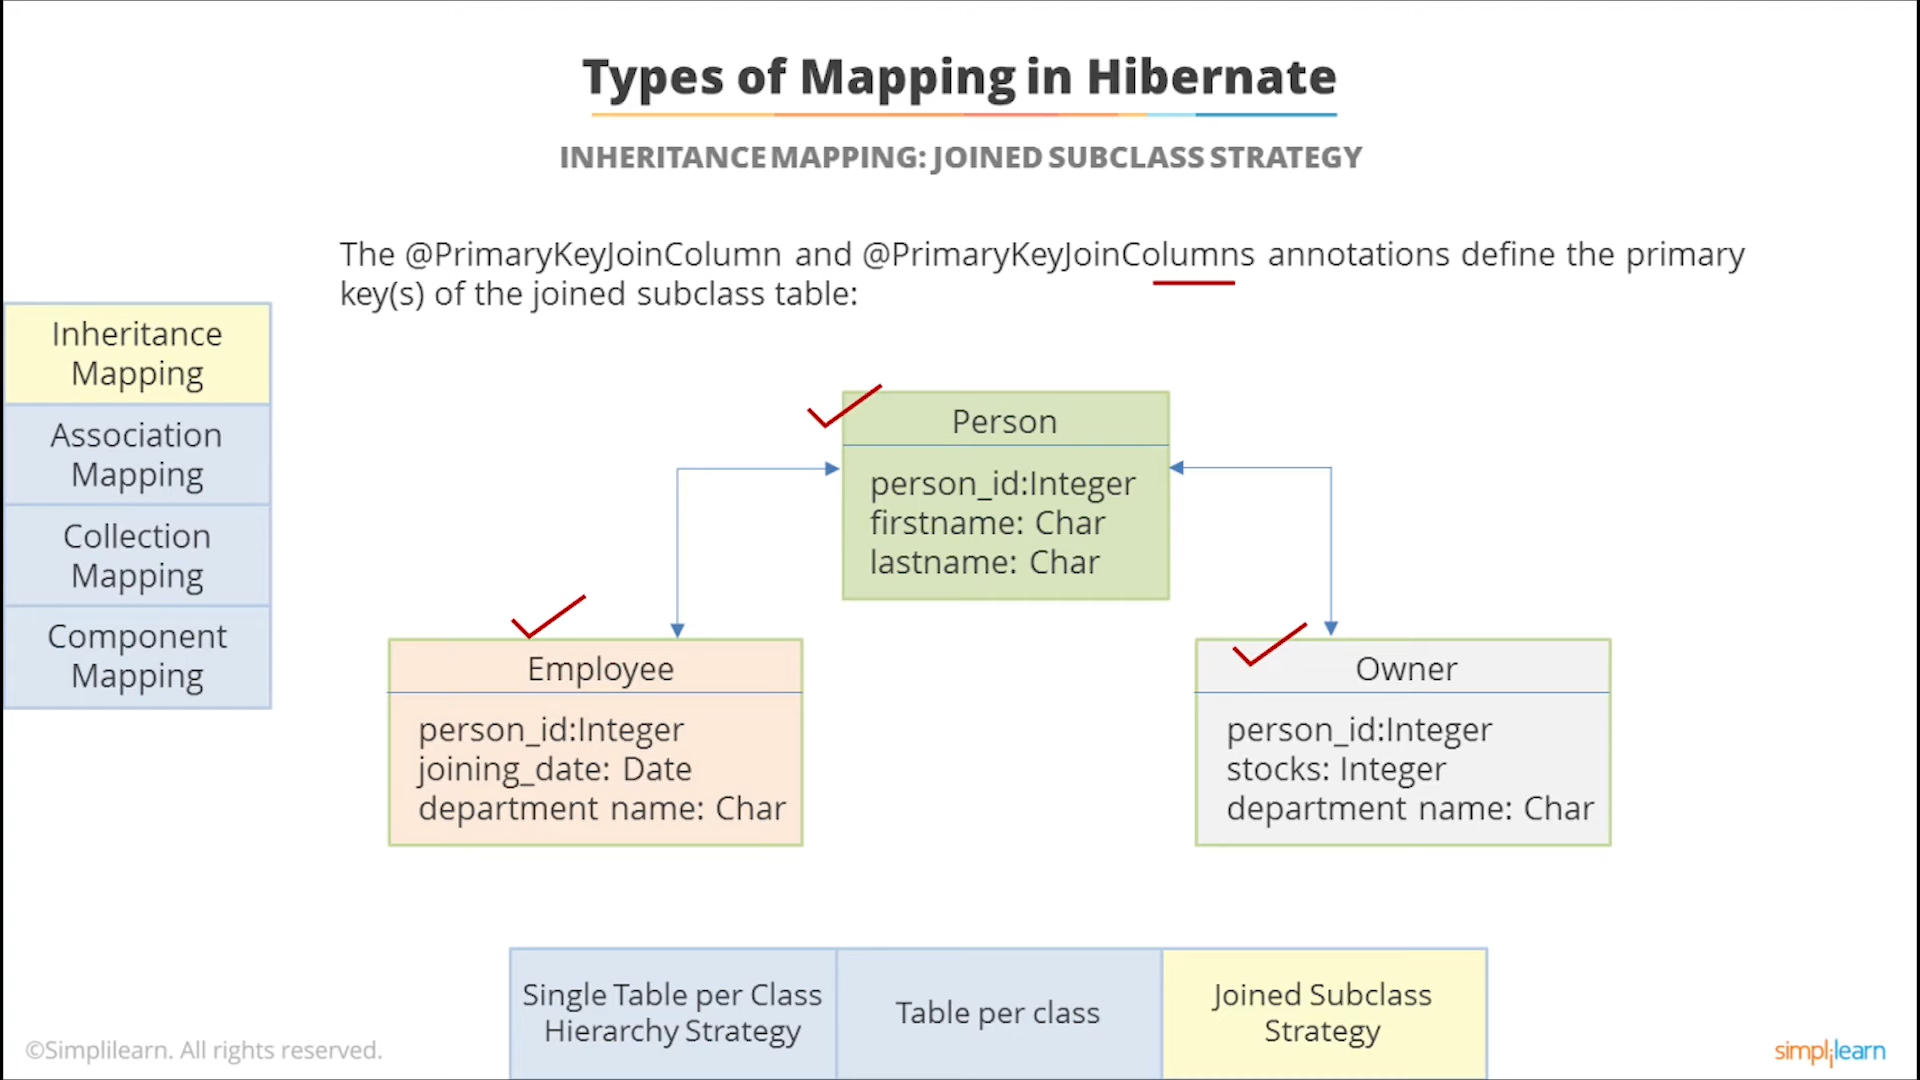 Types of Mapping in Hibernate
INHERITANCE MAPPING: JOINED SUBCLASS STRATEGY
The @PrimaryKeyJoinColumn and @PrimaryKeyJoinColumns annotations define the primary
key(s) of the joined subclass table:
Inheritance
Mapping
Association
Mapping
Collection
Mapping
Component
Mapping
Person
person_id:Integer
firstname: Char
lastname: Char
Employee
person_id:Integer
joining_date: Date
department name: Char
Owner
person_id:Integer
stocks: Integer
department name: Char
Single Table per Class
Hierarchy Strategy
Table per class
Joined Subclass
Strategy
©Simplilearn. All rights reserved.
simplilearn